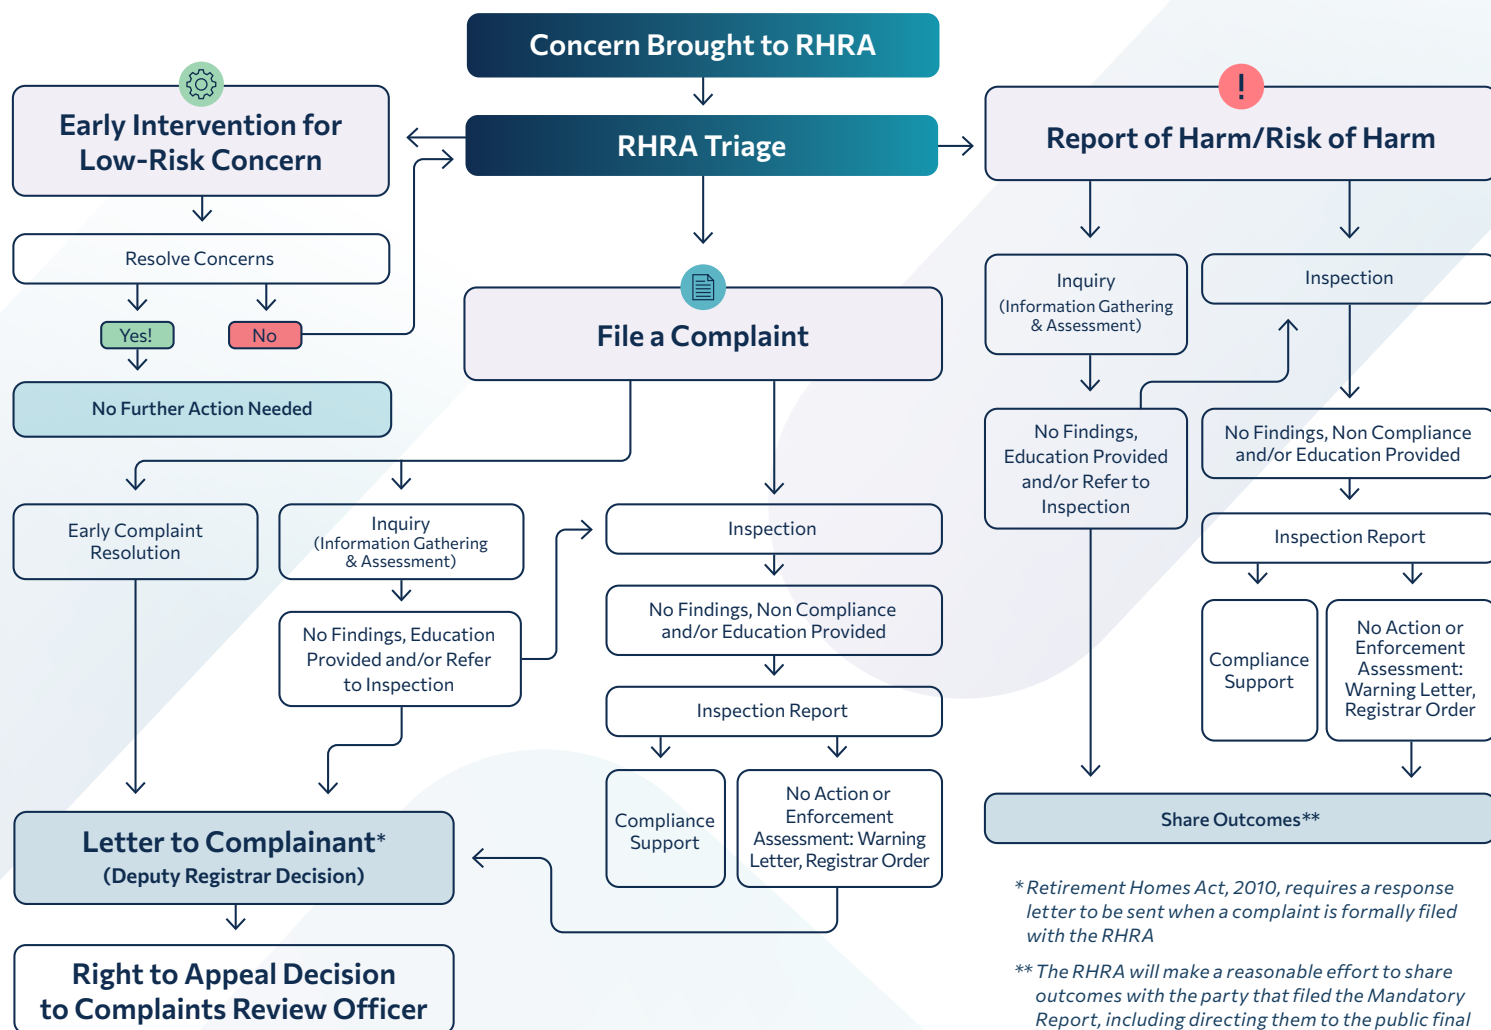 Concern Brought to RHRA
RHRA Triage
Early Intervention for
Low-Risk Concern
Resolve Concerns
Yes!
No
No Further Action Needed
File a Complaint
Early Complaint
Resolution
Inquiry
(Information Gathering
& Assessment)
No Findings, Education
Provided and/or Refer
to Inspection
Inspection
No Findings, Non Compliance
and/or Education Provided
Inspection Report
Compliance
Support
No Action or
Enforcement
Assessment: Warning
Letter, Registrar Order
Letter to Complainant*
(Deputy Registrar Decision)
Right to Appeal Decision
to Complaints Review Officer
!
Report of Harm/Risk of Harm
Inquiry
(Information Gathering
& Assessment)
No Findings,
Education Provided
and/or Refer to
Inspection
Inspection
No Findings, Non Compliance
and/or Education Provided
Inspection Report
Compliance
Support
No Action or
Enforcement
Assessment:
Warning Letter,
Registrar Order
Share Outcomes**
* Retirement Homes Act, 2010, requires a response
letter to be sent when a complaint is formally filed
with the RHRA
** The RHRA will make a reasonable effort to share
outcomes with the party that filed the Mandatory
Report, including directing them to the public final